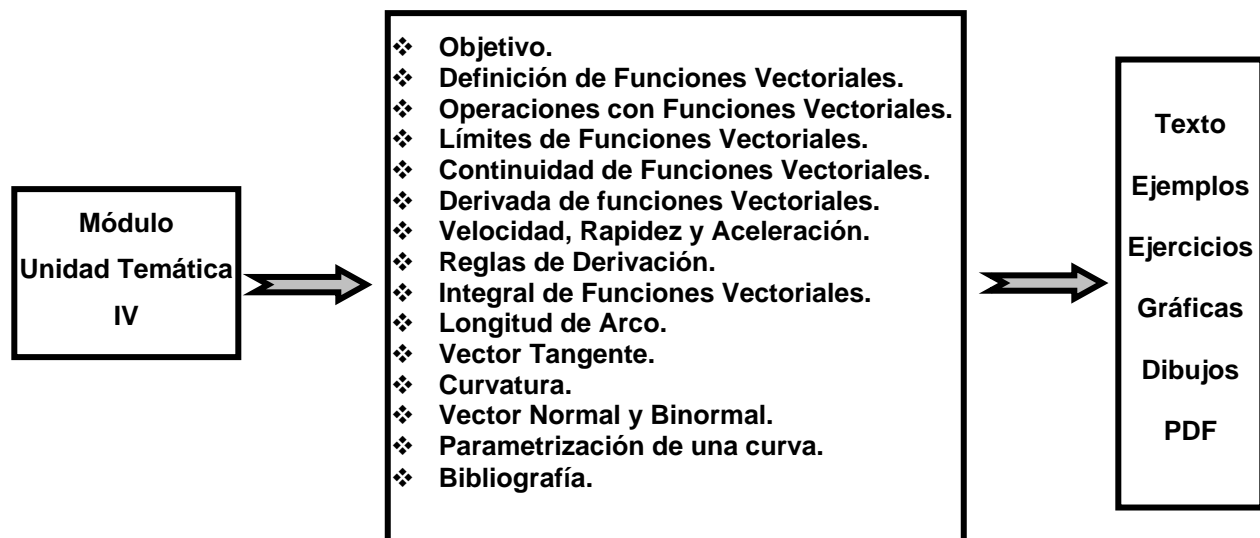 Módulo
Unidad Temática
IV
❖ Objetivo.
❖ Definición de Funciones Vectoriales.
❖ Operaciones con Funciones Vectoriales.
❖ Límites de Funciones Vectoriales.
❖ Continuidad de Funciones Vectoriales.
❖ Derivada de funciones Vectoriales.
❖ Velocidad, Rapidez y Aceleración.
❖ Reglas de Derivación.
❖ Integral de Funciones Vectoriales.
❖ Longitud de Arco.
❖ Vector Tangente.
❖ Curvatura.
❖ Vector Normal y Binormal.
❖ Parametrización de una curva.
❖ Bibliografía.
Texto
Ejemplos
Ejercicios
Gráficas
Dibujos
PDF